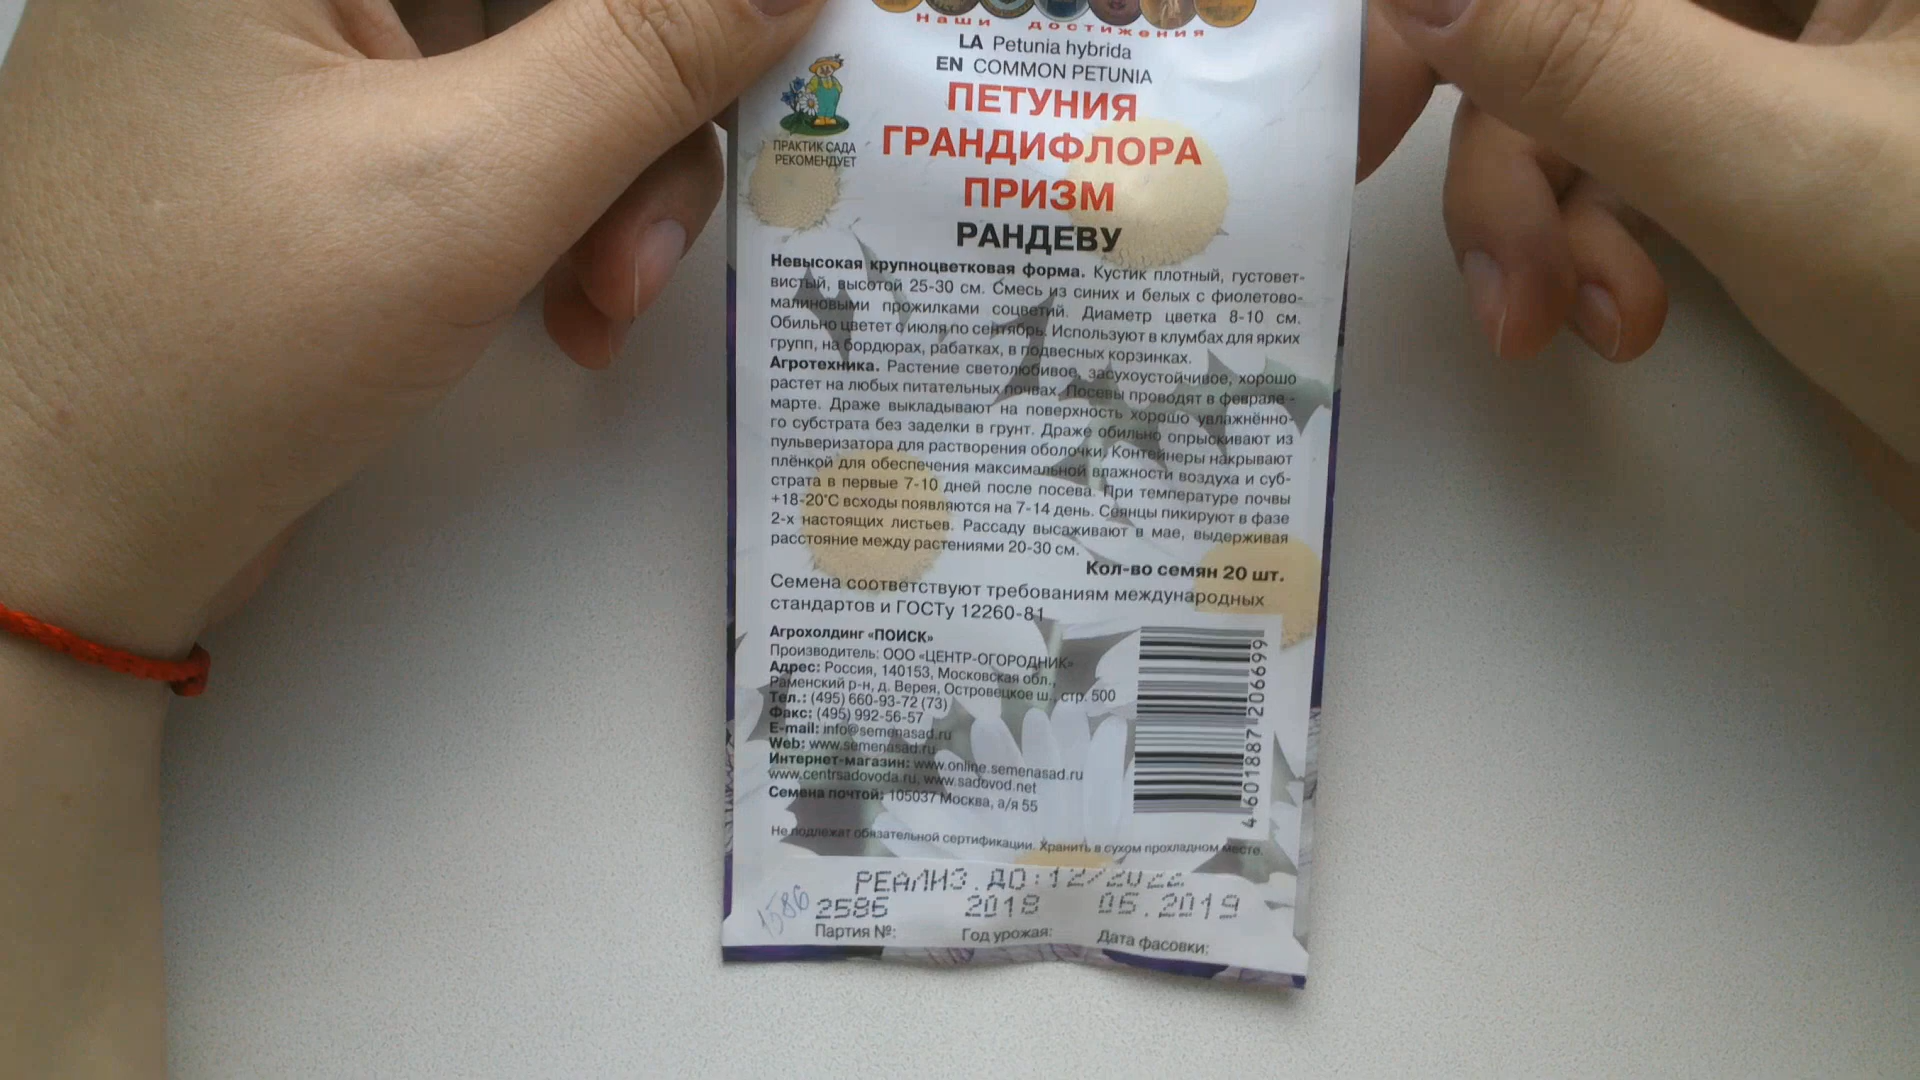 Наши достижения
LA Petunia hybrida
EN COMMON PETUNIA
ПРАКТИК САДА
РЕКОМЕНДУЕТ
ПЕТУНИЯ
ГРАНДИФЛОРА
ПРИЗМ
РАНДЕВУ
Невысокая крупноцветковая форма. Кустик плотный, густовет-
вистый, высотой 25-30 см. Смесь из синих и белых с фиолетово-
малиновыми прожилками соцветий. Диаметр цветка 8-10 см.
Обильно цветет с июля по сентябрь. Используют в клумбах для ярких
групп, на бордюрах, рабатках, в подвесных корзинках.
Агротехника. Растение светолюбивое, засухоустойчивое, хорошо
растет на любых питательных почвах. Посевы проводят в феврале -
марте. Драже выкладывают на поверхность хорошо увлажнённо-
го субстрата без заделки в грунт. Драже обильно опрыскивают из
пульверизатора для растворения оболочки. Контейнеры накрывают
плёнкой для обеспечения максимальной влажности воздуха и суб-
страта в первые 7-10 дней после посева. При температуре почвы
+18-20°С всходы появляются на 7-14 день. Сеянцы пикируют в фазе
2-х настоящих листьев. Рассаду высаживают в мае, выдерживая
расстояние между растениями 20-30 см.
Кол-во семян 20 шт.
Семена соответствуют требованиям международных
стандартов и ГОСТу 12260-81
Агрохолдинг «ПОИСК»
Производитель: ООО «ЦЕНТР-ОГОРОДНИК»
Адрес: Россия, 140153, Московская обл.,
Раменский р-н, д. Верея, Островецкое ш., стр. 500
Тел.: (495) 660-93-72 (73)
Факс: (495) 992-56-57
E-mail: info@semenasad.ru
Web: www.semenasad.ru
Интернет-магазин: www.online.semenasad.ru
www.centrsadovoda.ru, www.sadovod.net
Семена почтой: 105037 Москва, а/я 55
4 601887 206699
Не подлежат обязательной сертификации. Хранить в сухом прохладном месте.
РЕАЛИЗ.ДО:12/2022
1586 2586 2018 05.2019
Партия №: Год урожая: Дата фасовки: